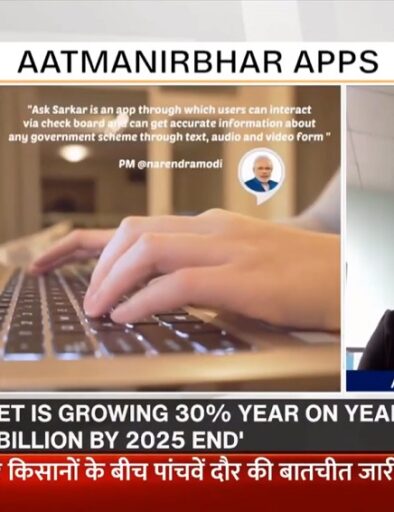 AATMANIRBHAR APPS
"Ask Sarkar is an app through which users can interact
via check board and can get accurate information about
any government scheme through text, audio and video form"
PM @narendramodi
ET IS GROWING 30% YEAR ON YEA
BILLION BY 2025 END'
किसानों के बीच पांचवें दौर की बातचीत जारी